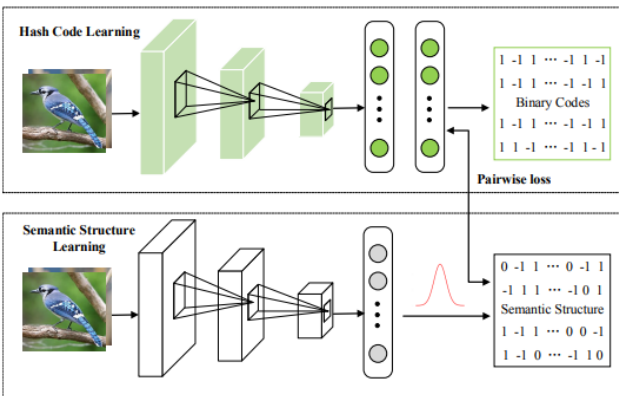 Hash Code Learning
1 -1 1 ··· -1 1 -1
1 -1 1 ··· -1 -1 1
Binary Codes
1 -1 1 ··· -1 -1 1
1 1 -1 ··· -1 1 -1
Pairwise loss
Semantic Structure
Learning
0 -1 1 ··· 0 -1 1
-1 1 1 ··· -1 0 1
Semantic Structure
1 -1 1 ··· 0 0 -1
1 -1 0 ··· -1 1 0